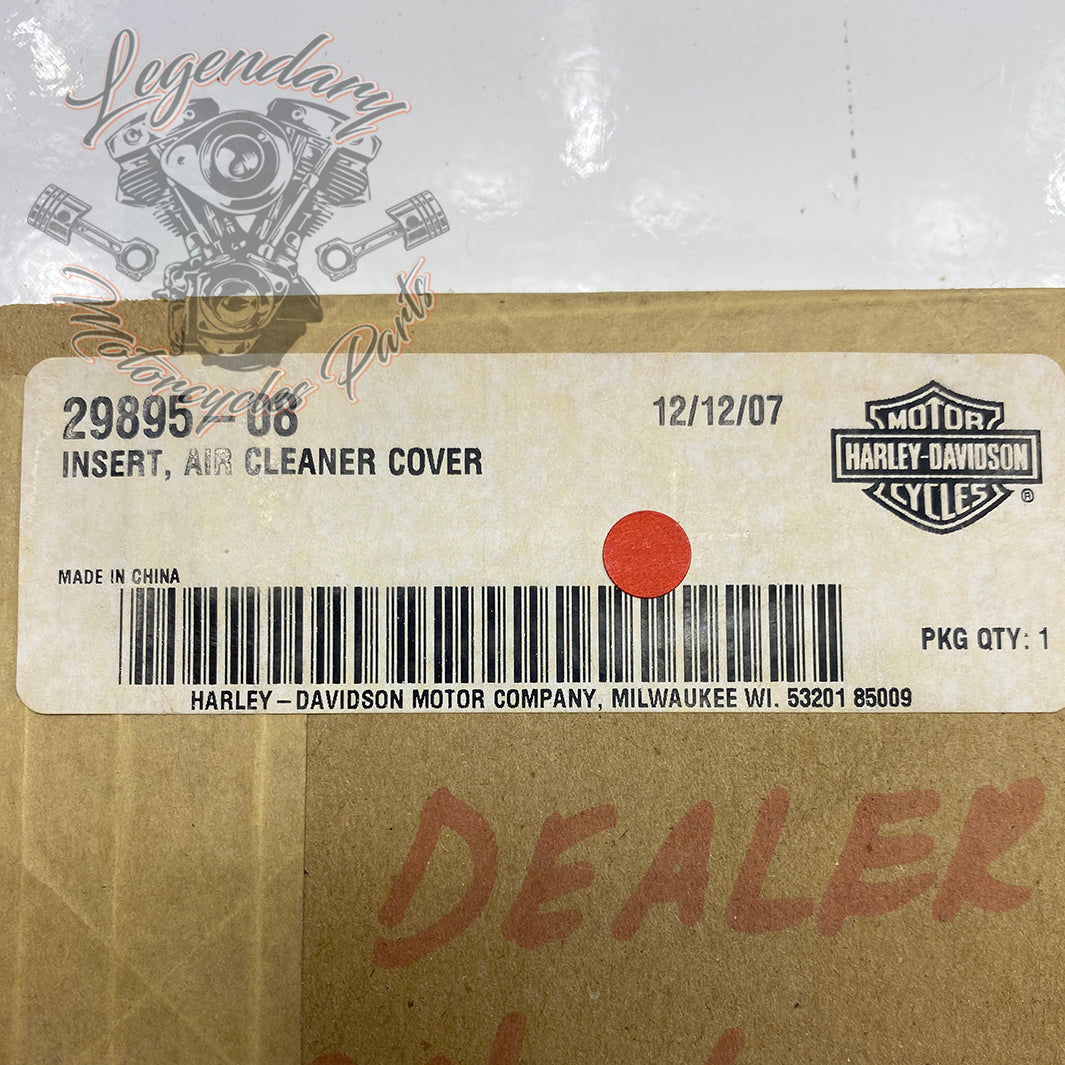 Legendary
Motorcycles Parts
29895-08
12/12/07
INSERT, AIR CLEANER COVER
MOTOR
HARLEY-DAVIDSON
CYCLES
®
MADE IN CHINA
PKG QTY: 1
HARLEY-DAVIDSON MOTOR COMPANY, MILWAUKEE WI. 53201 85009
DEALER